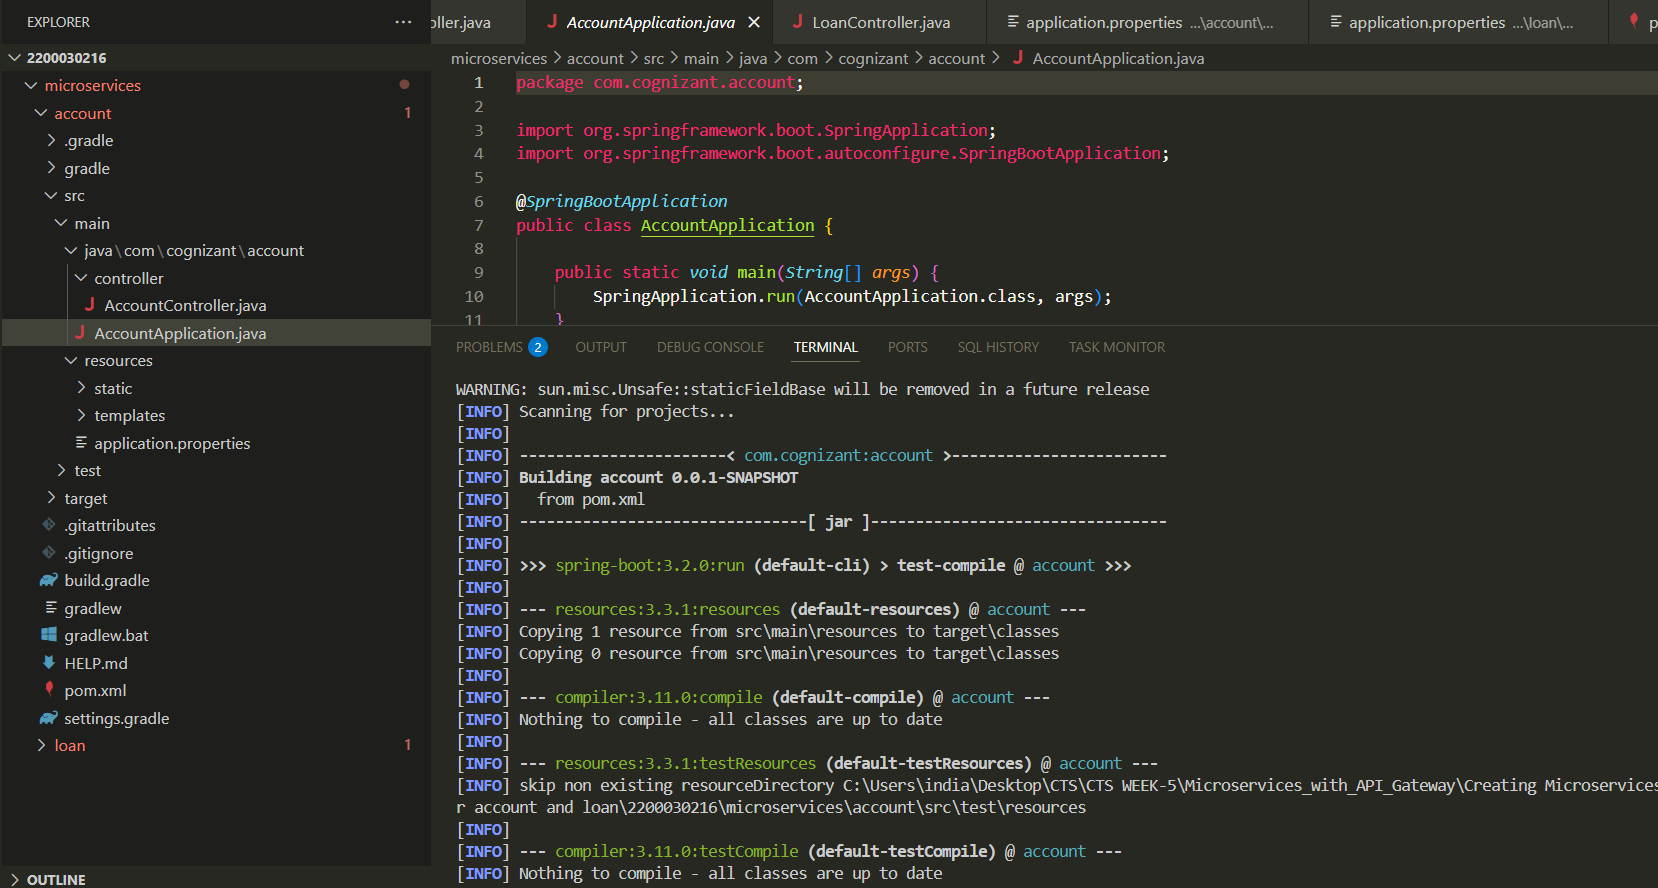 EXPLORER
2200030216
microservices
account 1
.gradle
gradle
src
main
java\com\cognizant\account
controller
J AccountController.java
J AccountApplication.java
resources
static
templates
application.properties
test
target
.gitattributes
.gitignore
build.gradle
gradlew
gradlew.bat
HELP.md
pom.xml
settings.gradle
loan 1
OUTLINE
oller.java J AccountApplication.java J LoanController.java application.properties ...\account\... application.properties ...\loan\... p
microservices > account > src > main > java > com > cognizant > account > J AccountApplication.java
1 package com.cognizant.account;
2
3 import org.springframework.boot.SpringApplication;
4 import org.springframework.boot.autoconfigure.SpringBootApplication;
5
6 @SpringBootApplication
7 public class AccountApplication {
8
9 public static void main(String[] args) {
10 SpringApplication.run(AccountApplication.class, args);
11 }
PROBLEMS 2 OUTPUT DEBUG CONSOLE TERMINAL PORTS SQL HISTORY TASK MONITOR
WARNING: sun.misc.Unsafe::staticFieldBase will be removed in a future release
[INFO] Scanning for projects...
[INFO]
[INFO] -----------------------< com.cognizant:account >------------------------
[INFO] Building account 0.0.1-SNAPSHOT
[INFO]   from pom.xml
[INFO] --------------------------------[ jar ]---------------------------------
[INFO]
[INFO] >>> spring-boot:3.2.0:run (default-cli) > test-compile @ account >>>
[INFO]
[INFO] --- resources:3.3.1:resources (default-resources) @ account ---
[INFO] Copying 1 resource from src\main\resources to target\classes
[INFO] Copying 0 resource from src\main\resources to target\classes
[INFO]
[INFO] --- compiler:3.11.0:compile (default-compile) @ account ---
[INFO] Nothing to compile - all classes are up to date
[INFO]
[INFO] --- resources:3.3.1:testResources (default-testResources) @ account ---
[INFO] skip non existing resourceDirectory C:\Users\india\Desktop\CTS\CTS WEEK-5\Microservices_with_API_Gateway\Creating Microservices
r account and loan\2200030216\microservices\account\src\test\resources
[INFO]
[INFO] --- compiler:3.11.0:testCompile (default-testCompile) @ account ---
[INFO] Nothing to compile - all classes are up to date